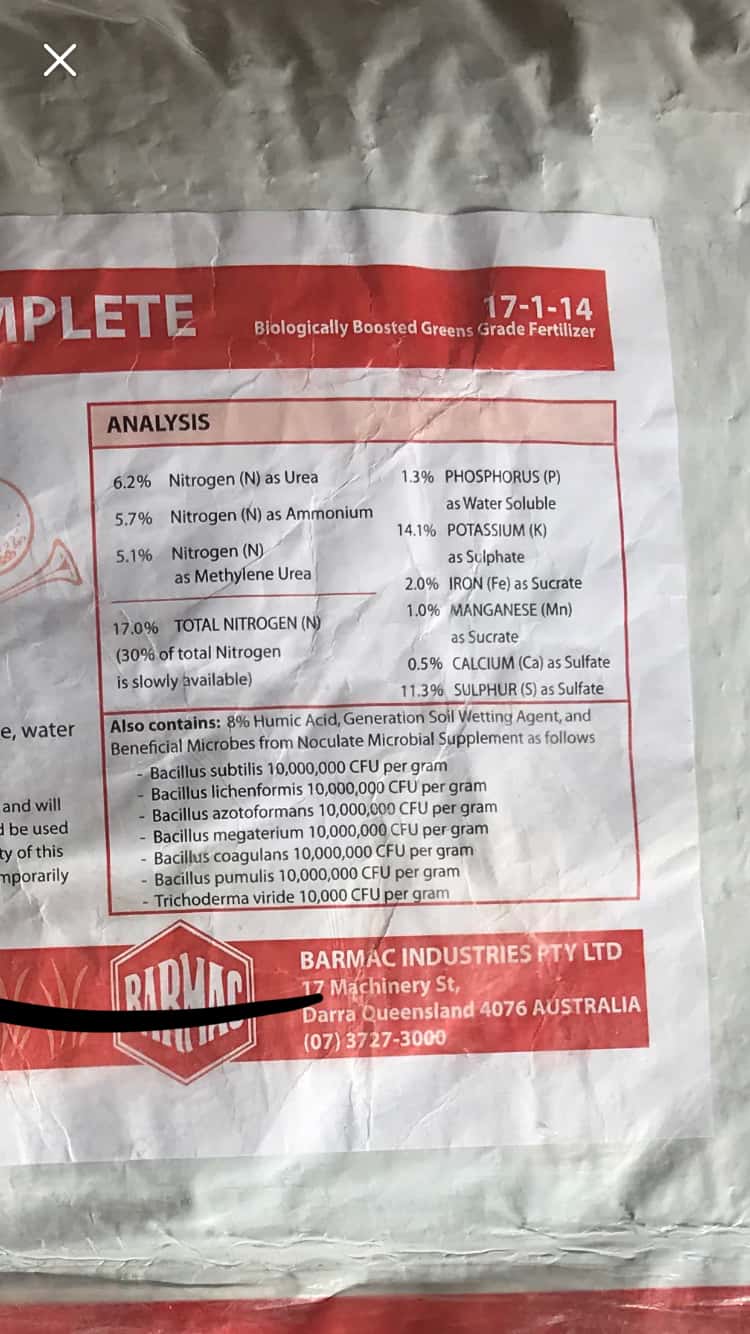 MPLETE
17-1-14
Biologically Boosted Greens Grade Fertilizer
ANALYSIS
6.2% Nitrogen (N) as Urea
5.7% Nitrogen (N) as Ammonium
5.1% Nitrogen (N)
as Methylene Urea
17.0% TOTAL NITROGEN (N)
(30% of total Nitrogen
is slowly available)
1.3% PHOSPHORUS (P)
as Water Soluble
14.1% POTASSIUM (K)
as Sulphate
2.0% IRON (Fe) as Sucrate
1.0% MANGANESE (Mn)
as Sucrate
0.5% CALCIUM (Ca) as Sulfate
11.3% SULPHUR (S) as Sulfate
e, water
and will
d be used
ty of this
mporarily
Also contains: 8% Humic Acid, Generation Soil Wetting Agent, and
Beneficial Microbes from Noculate Microbial Supplement as follows
- Bacillus subtilis 10,000,000 CFU per gram
- Bacillus lichenformis 10,000,000 CFU per gram
- Bacillus azotoformans 10,000,000 CFU per gram
- Bacillus megaterium 10,000,000 CFU per gram
- Bacillus coagulans 10,000,000 CFU per gram
- Bacillus pumulis 10,000,000 CFU per gram
- Trichoderma viride 10,000 CFU per gram
BARMAC
BARMAC INDUSTRIES PTY LTD
17 Machinery St,
Darra Queensland 4076 AUSTRALIA
(07) 3727-3000